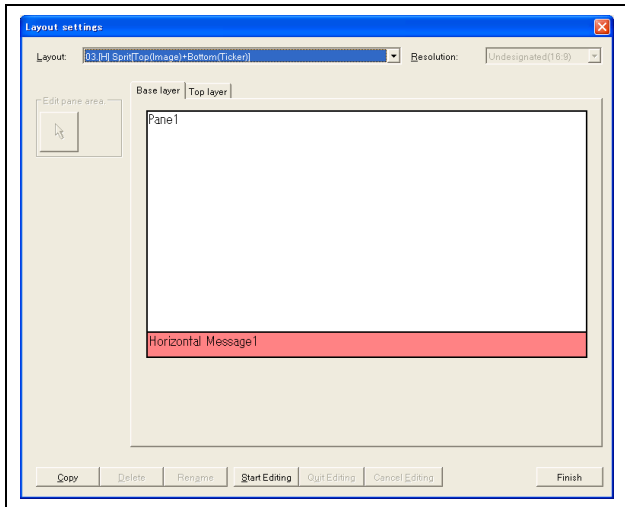 Layout settings
Layout: 03.[H] Sprit[Top(Image)+Bottom(Ticker)] Resolution: Undesignated(16:9)
Edit pane area.
Base layer Top layer
Pane1
Horizontal Message1
Copy Delete Rename Start Editing Quit Editing Cancel Editing Finish